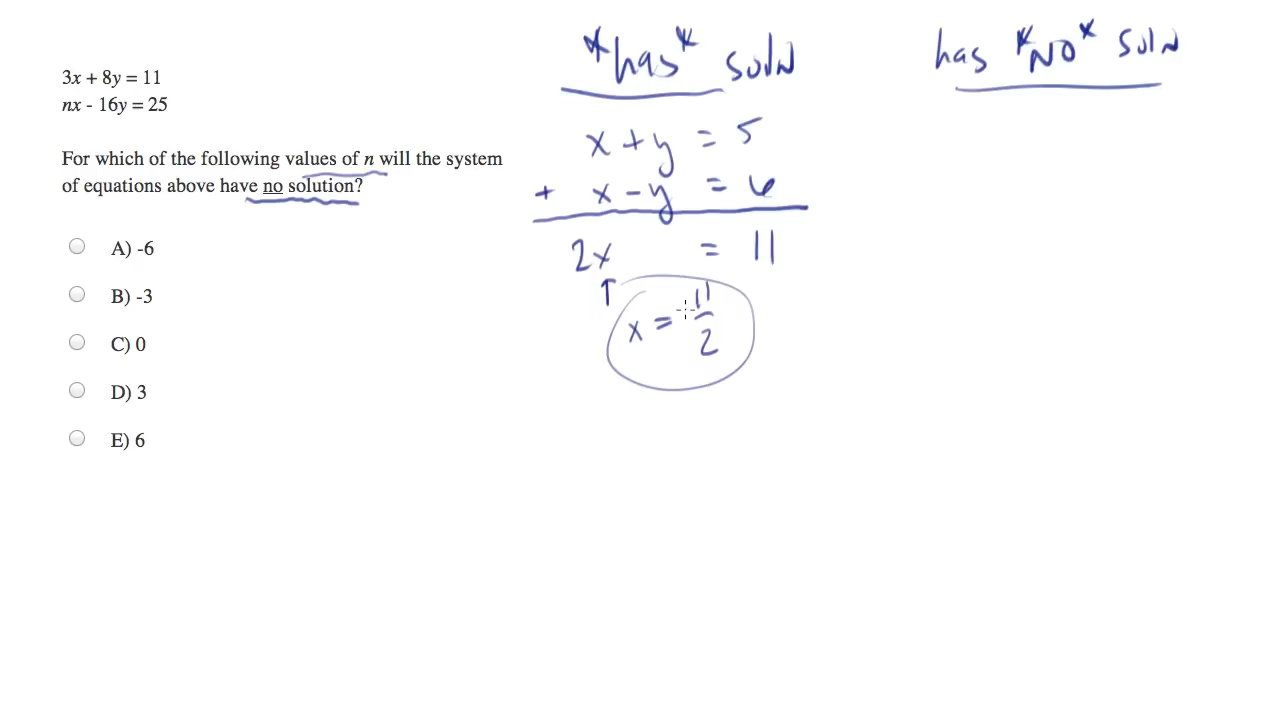 3x + 8y = 11
nx - 16y = 25
For which of the following values of n will the system
of equations above have no solution?
A) -6
B) -3
C) 0
D) 3
E) 6
*has* soln
x + y = 5
+ x - y = 6
2x = 11
↑
x = 11/2
has *NO* soln